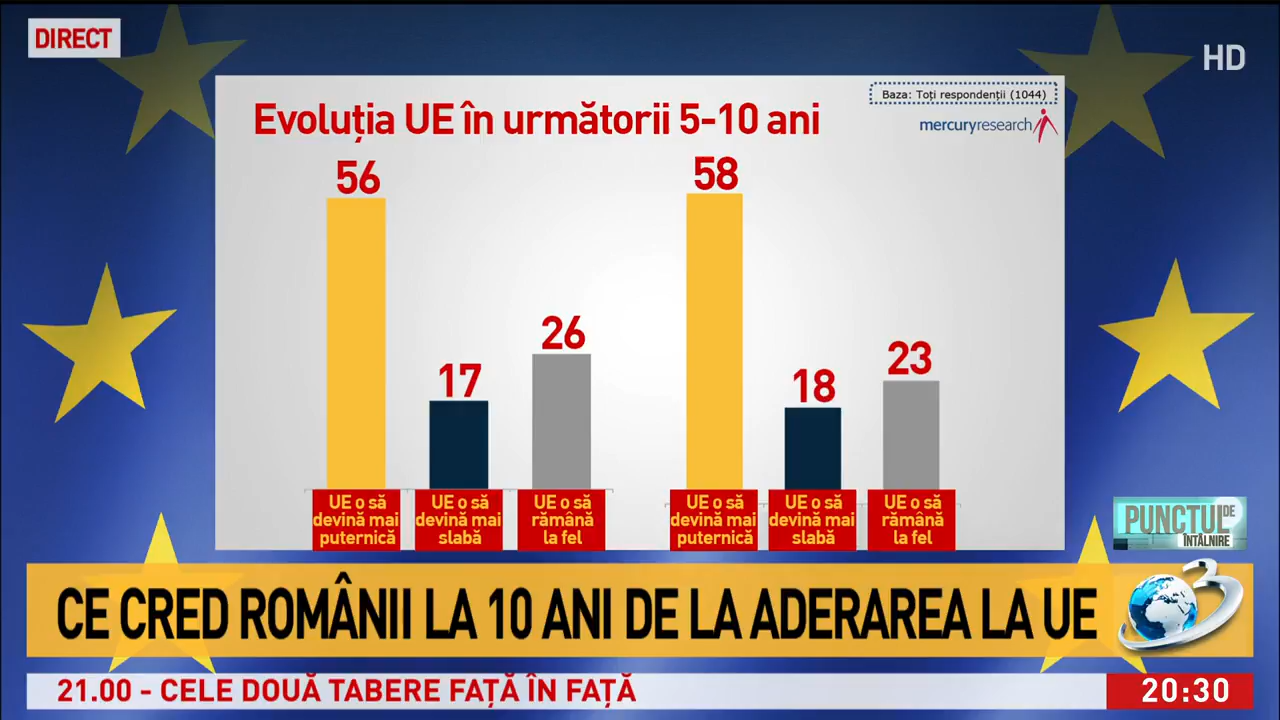 DIRECT
HD
Baza: Toți respondenții (1044)
mercuryresearch
Evoluția UE în următorii 5-10 ani
56
17
26
58
18
23
UE o să
devină mai
puternică
UE o să
devină mai
slabă
UE o să
rămână
la fel
UE o să
devină mai
puternică
UE o să
devină mai
slabă
UE o să
rămână
la fel
PUNCTUL DE
ÎNTÂLNIRE
CE CRED ROMÂNII LA 10 ANI DE LA ADERAREA LA UE
3
21.00 - CELE DOUĂ TABERE FAȚĂ ÎN FAȚĂ
20:30